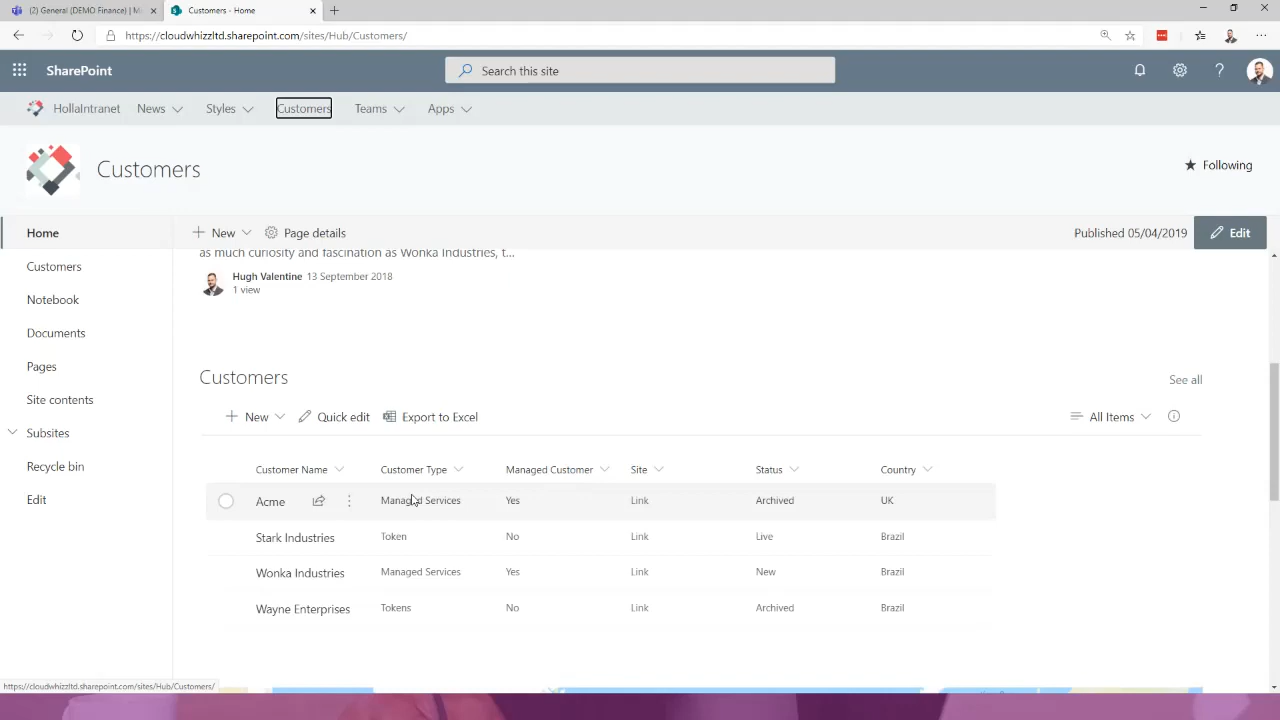 (2) General (DEMO Finance) | M
Customers - Home
https://cloudwhizzltd.sharepoint.com/sites/Hub/Customers/
SharePoint
Search this site
HollaIntranet News Styles Customers Teams Apps
Customers
Following
Home
New Page details
Published 05/04/2019
Edit
as much curiosity and fascination as Wonka Industries, t...
Hugh Valentine 13 September 2018
1 view
Customers
Notebook
Documents
Pages
Site contents
Subsites
Recycle bin
Edit
Customers
See all
New Quick edit Export to Excel
All Items
Customer Name Customer Type Managed Customer Site Status Country
Acme Managed Services Yes Link Archived UK
Stark Industries Token No Link Live Brazil
Wonka Industries Managed Services Yes Link New Brazil
Wayne Enterprises Tokens No Link Archived Brazil
https://cloudwhizzltd.sharepoint.com/sites/Hub/Customers/